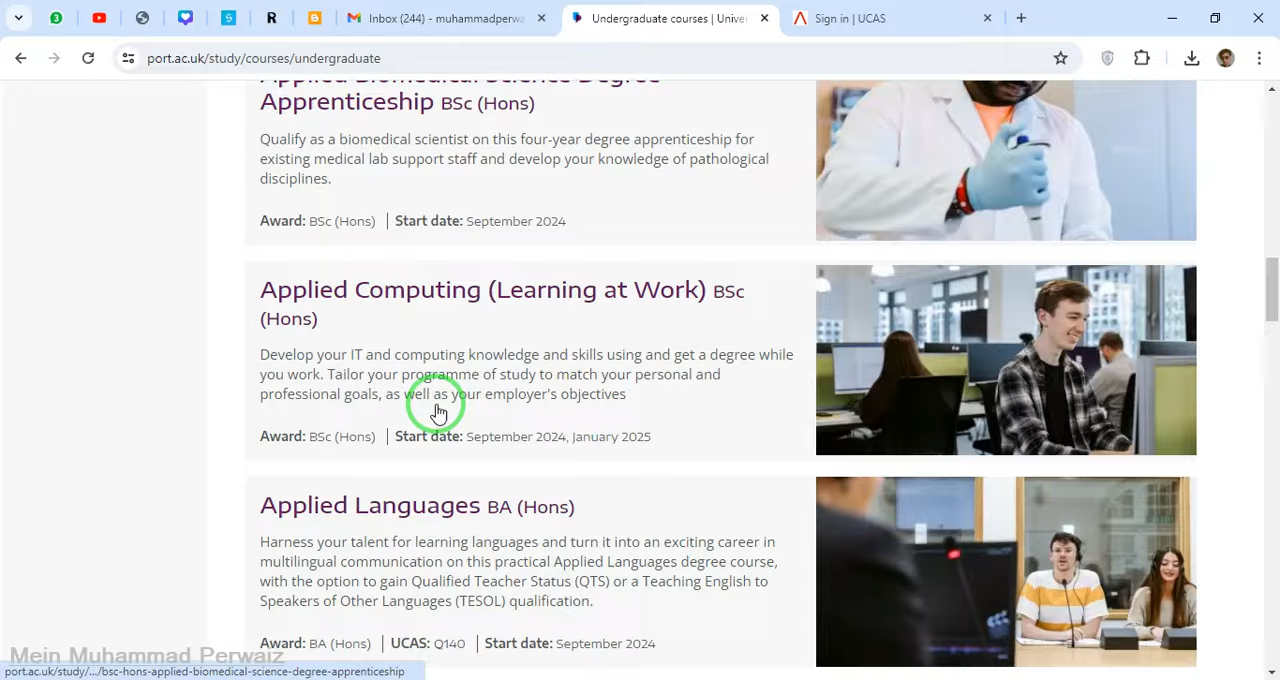 3
Inbox (244) - muhammerwa
Undergraduate courses | Univer
Sign in | UCAS
port.ac.uk/study/courses/undergraduate
Applied Biomedical Science Degree
Apprenticeship BSc (Hons)
Qualify as a biomedical scientist on this four-year degree apprenticeship for
existing medical lab support staff and develop your knowledge of pathological
disciplines.
Award: BSc (Hons) | Start date: September 2024
Applied Computing (Learning at Work) BSc
(Hons)
Develop your IT and computing knowledge and skills using and get a degree while
you work. Tailor your programme of study to match your personal and
professional goals, as well as your employer's objectives
Award: BSc (Hons) | Start date: September 2024, January 2025
Applied Languages BA (Hons)
Harness your talent for learning languages and turn it into an exciting career in
multilingual communication on this practical Applied Languages degree course,
with the option to gain Qualified Teacher Status (QTS) or a Teaching English to
Speakers of Other Languages (TESOL) qualification.
Award: BA (Hons) | UCAS: Q140 | Start date: September 2024
Mein Muhammad Perwaiz
port.ac.uk/study/.../bsc-hons-applied-biomedical-science-degree-apprenticeship